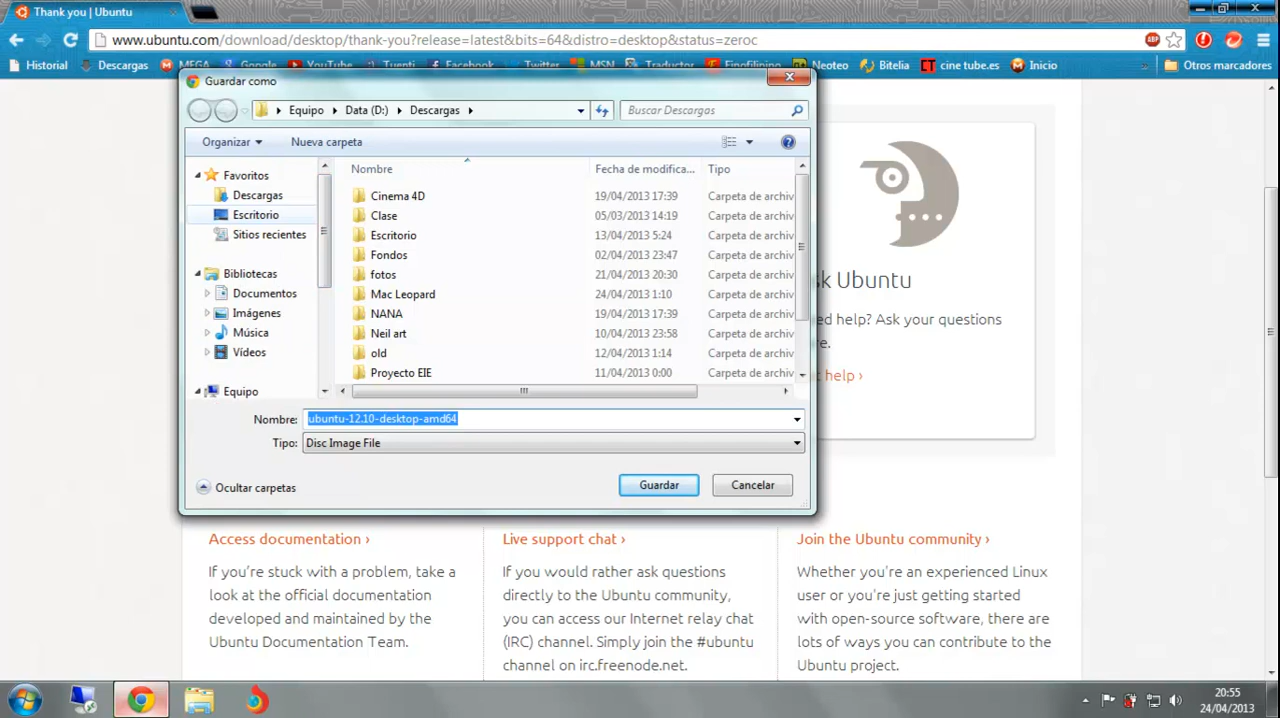 Thank you | Ubuntu
www.ubuntu.com/download/desktop/thank-you?release=latest&bits=64&distro=desktop&status=zeroc
ABP
Historial Descargas MEGA Google YouTube Tuenti Facebook Twitter MSN Traductor Finofilipino Neoteo Bitelia cine tube.es Inicio » Otros marcadores
Guardar como
Equipo Data (D:) Descargas
Buscar Descargas
Organizar Nueva carpeta
Favoritos
Descargas
Escritorio
Sitios recientes
Bibliotecas
Documentos
Imágenes
Música
Vídeos
Equipo
Nombre Fecha de modifica... Tipo
Cinema 4D 19/04/2013 17:39 Carpeta de archiv
Clase 05/03/2013 14:19 Carpeta de archiv
Escritorio 13/04/2013 5:24 Carpeta de archiv
Fondos 02/04/2013 23:47 Carpeta de archiv
fotos 21/04/2013 20:30 Carpeta de archiv
Mac Leopard 24/04/2013 1:10 Carpeta de archiv
NANA 19/04/2013 17:39 Carpeta de archiv
Neil art 10/04/2013 23:58 Carpeta de archiv
old 12/04/2013 1:14 Carpeta de archiv
Proyecto EIE 11/04/2013 0:00 Carpeta de archiv
Nombre: ubuntu-12.10-desktop-amd64
Tipo: Disc Image File
Ocultar carpetas
Guardar Cancelar
sk Ubuntu
ed help? Ask your questions
re.
t help ›
Access documentation ›
If you're stuck with a problem, take a
look at the official documentation
developed and maintained by the
Ubuntu Documentation Team.
Live support chat ›
If you would rather ask questions
directly to the Ubuntu community,
you can access our Internet relay chat
(IRC) channel. Simply join the #ubuntu
channel on irc.freenode.net.
Join the Ubuntu community ›
Whether you're an experienced Linux
user or you're just getting started
with open-source software, there are
lots of ways you can contribute to the
Ubuntu project.
20:55
24/04/2013